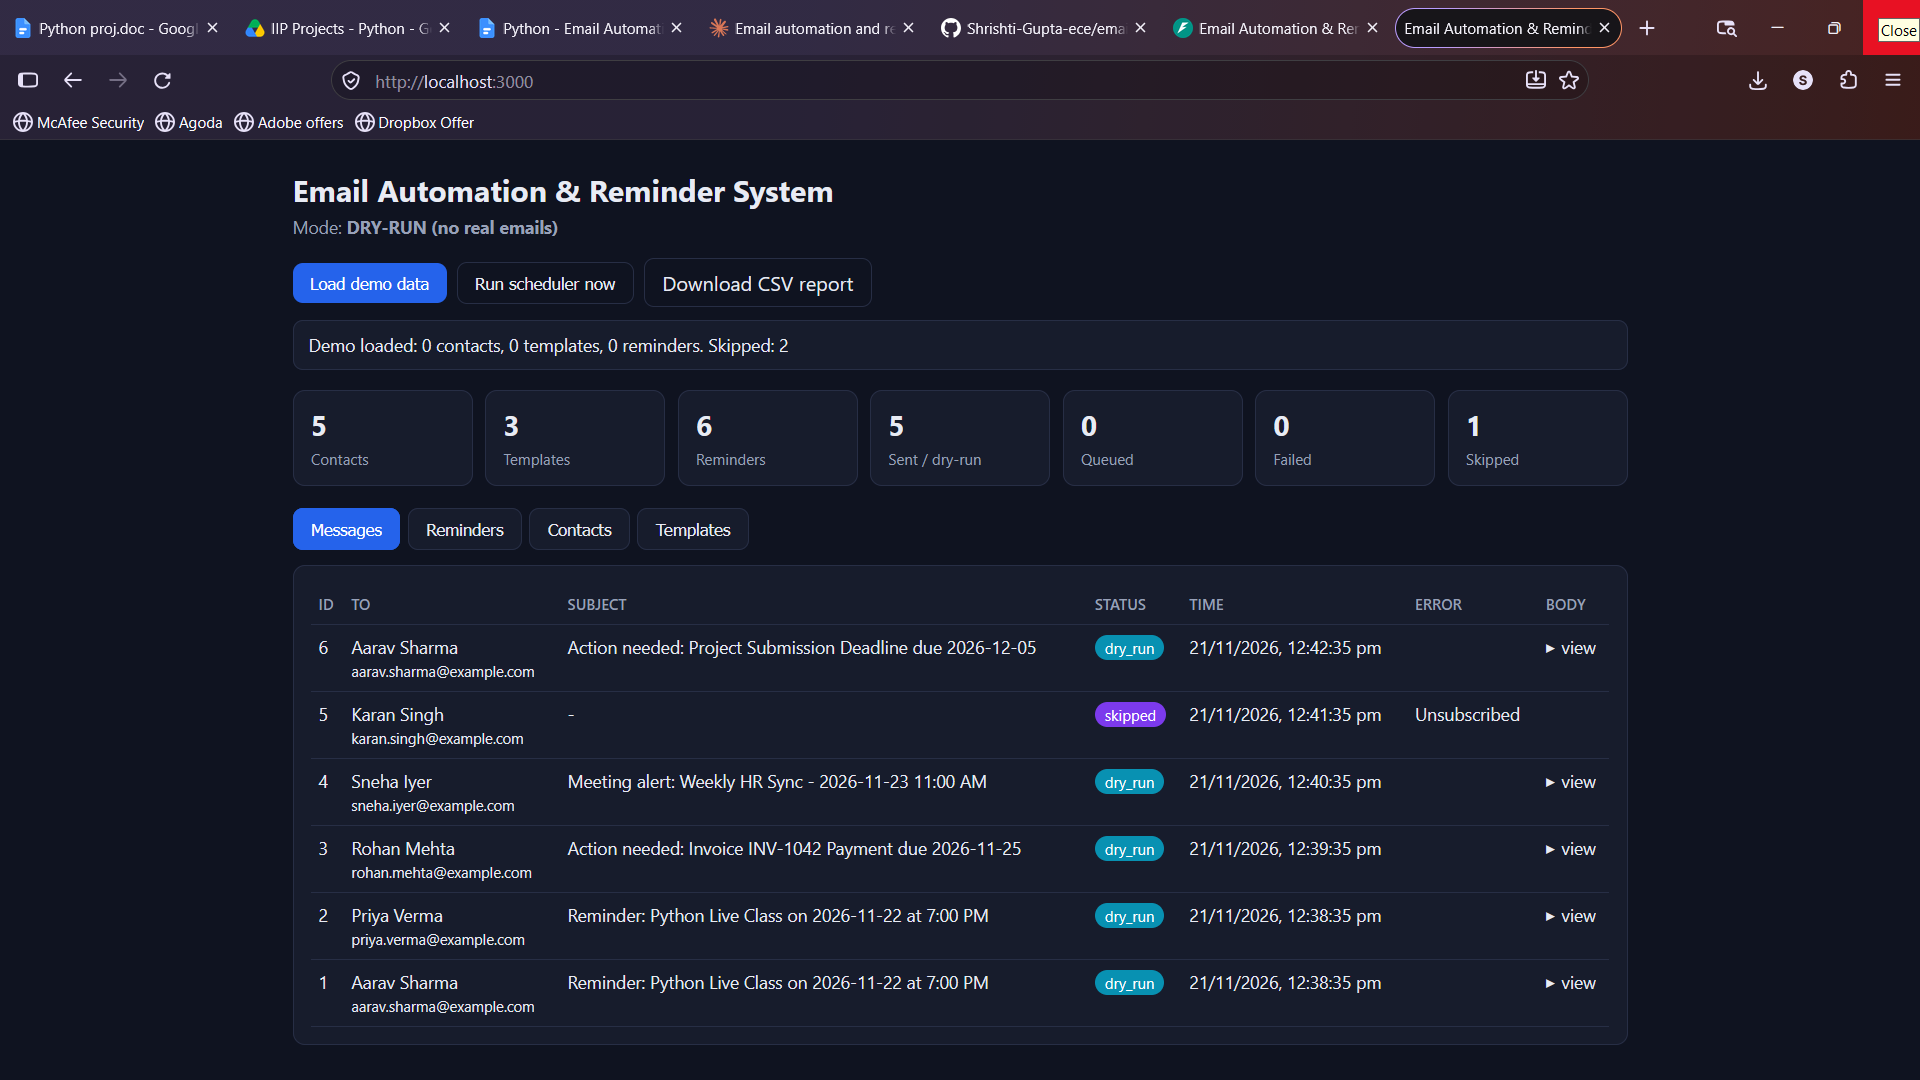 Python proj.doc - Googl
IIP Projects - Python - G
Python - Email Automat
Email automation and re
Shrishti-Gupta-ece/emai
Email Automation & Rer
Email Automation & Remind
Close
http://localhost:3000
S
McAfee Security
Agoda
Adobe offers
Dropbox Offer
Email Automation & Reminder System
Mode: DRY-RUN (no real emails)
Load demo data
Run scheduler now
Download CSV report
Demo loaded: 0 contacts, 0 templates, 0 reminders. Skipped: 2
5
Contacts
3
Templates
6
Reminders
5
Sent / dry-run
0
Queued
0
Failed
1
Skipped
Messages
Reminders
Contacts
Templates
ID TO SUBJECT STATUS TIME ERROR BODY
6 Aarav Sharma Action needed: Project Submission Deadline due 2026-12-05 dry_run 21/11/2026, 12:42:35 pm ▸ view
aarav.sharma@example.com
5 Karan Singh - skipped 21/11/2026, 12:41:35 pm Unsubscribed
karan.singh@example.com
4 Sneha Iyer Meeting alert: Weekly HR Sync - 2026-11-23 11:00 AM dry_run 21/11/2026, 12:40:35 pm ▸ view
sneha.iyer@example.com
3 Rohan Mehta Action needed: Invoice INV-1042 Payment due 2026-11-25 dry_run 21/11/2026, 12:39:35 pm ▸ view
rohan.mehta@example.com
2 Priya Verma Reminder: Python Live Class on 2026-11-22 at 7:00 PM dry_run 21/11/2026, 12:38:35 pm ▸ view
priya.verma@example.com
1 Aarav Sharma Reminder: Python Live Class on 2026-11-22 at 7:00 PM dry_run 21/11/2026, 12:38:35 pm ▸ view
aarav.sharma@example.com